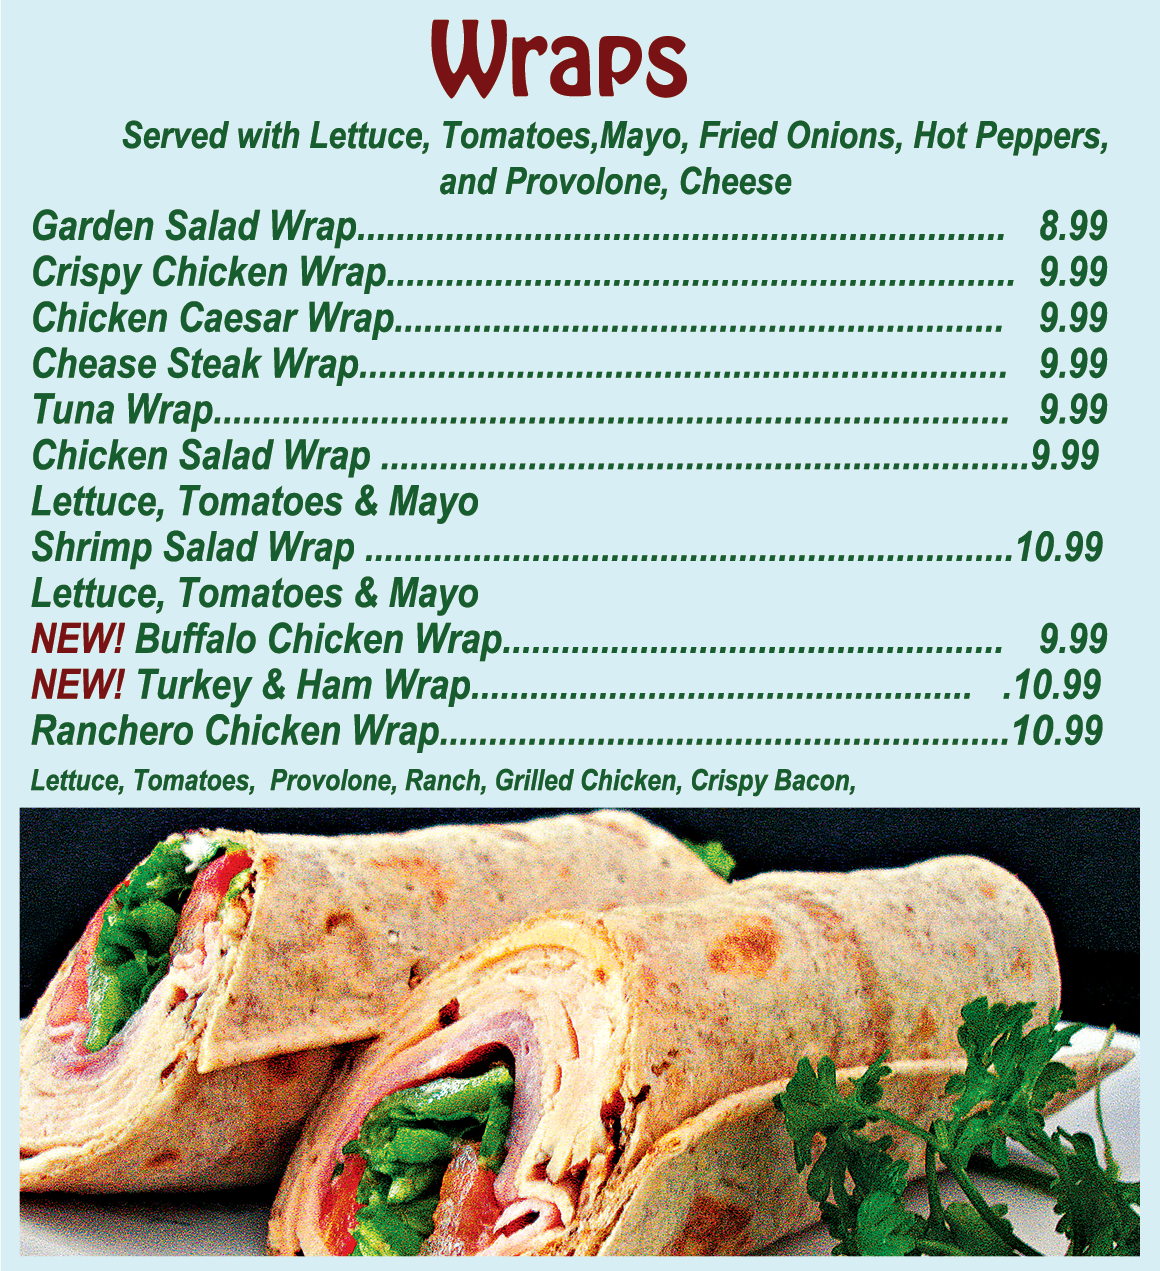 Wraps
Served with Lettuce, Tomatoes,Mayo, Fried Onions, Hot Peppers,
and Provolone, Cheese
Garden Salad Wrap.................................................................. 8.99
Crispy Chicken Wrap................................................................ 9.99
Chicken Caesar Wrap.............................................................. 9.99
Chease Steak Wrap.................................................................. 9.99
Tuna Wrap................................................................................. 9.99
Chicken Salad Wrap ..................................................................9.99
Lettuce, Tomatoes & Mayo
Shrimp Salad Wrap ..................................................................10.99
Lettuce, Tomatoes & Mayo
NEW! Buffalo Chicken Wrap................................................... 9.99
NEW! Turkey & Ham Wrap................................................... .10.99
Ranchero Chicken Wrap..........................................................10.99
Lettuce, Tomatoes, Provolone, Ranch, Grilled Chicken, Crispy Bacon,